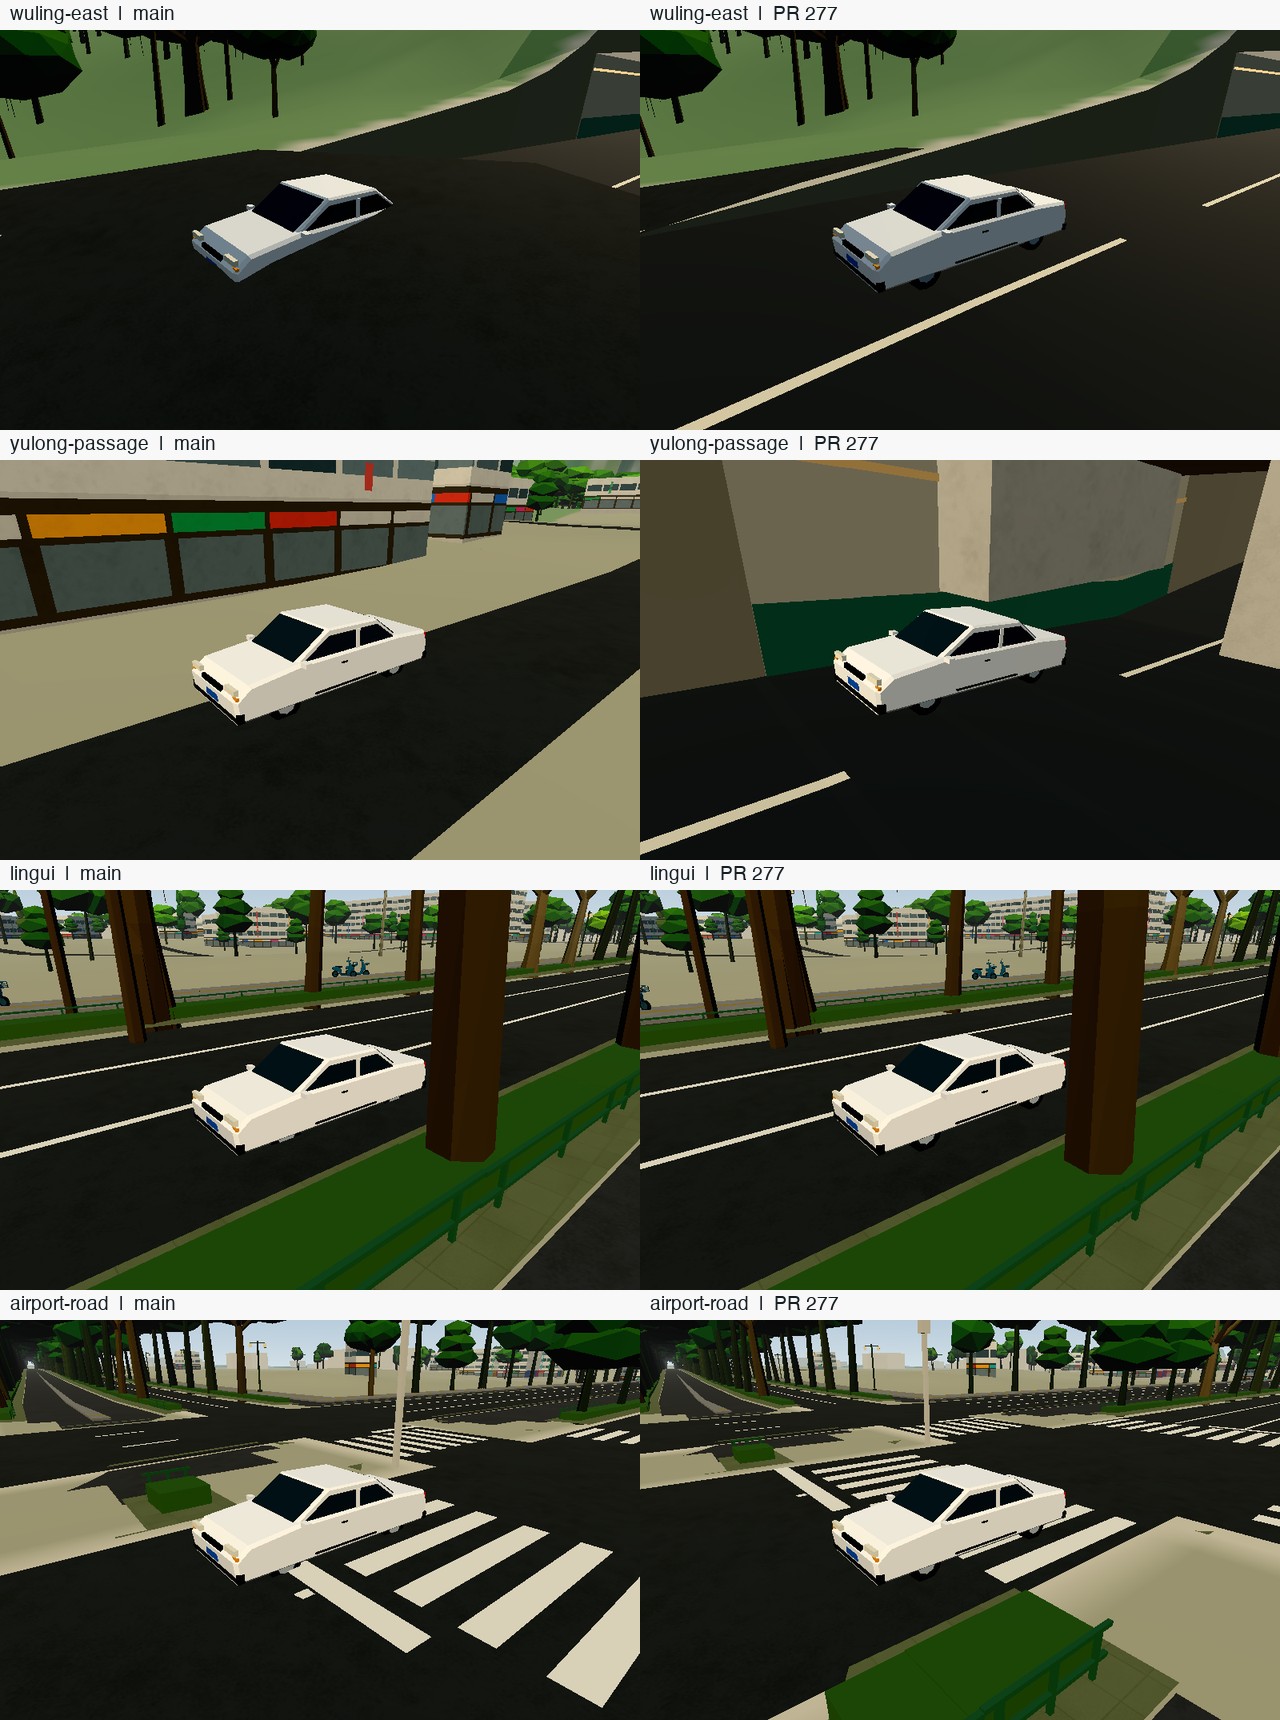 wuling-east | main
wuling-east | PR 277
yulong-passage | main
yulong-passage | PR 277
lingui | main
lingui | PR 277
airport-road | main
airport-road | PR 277